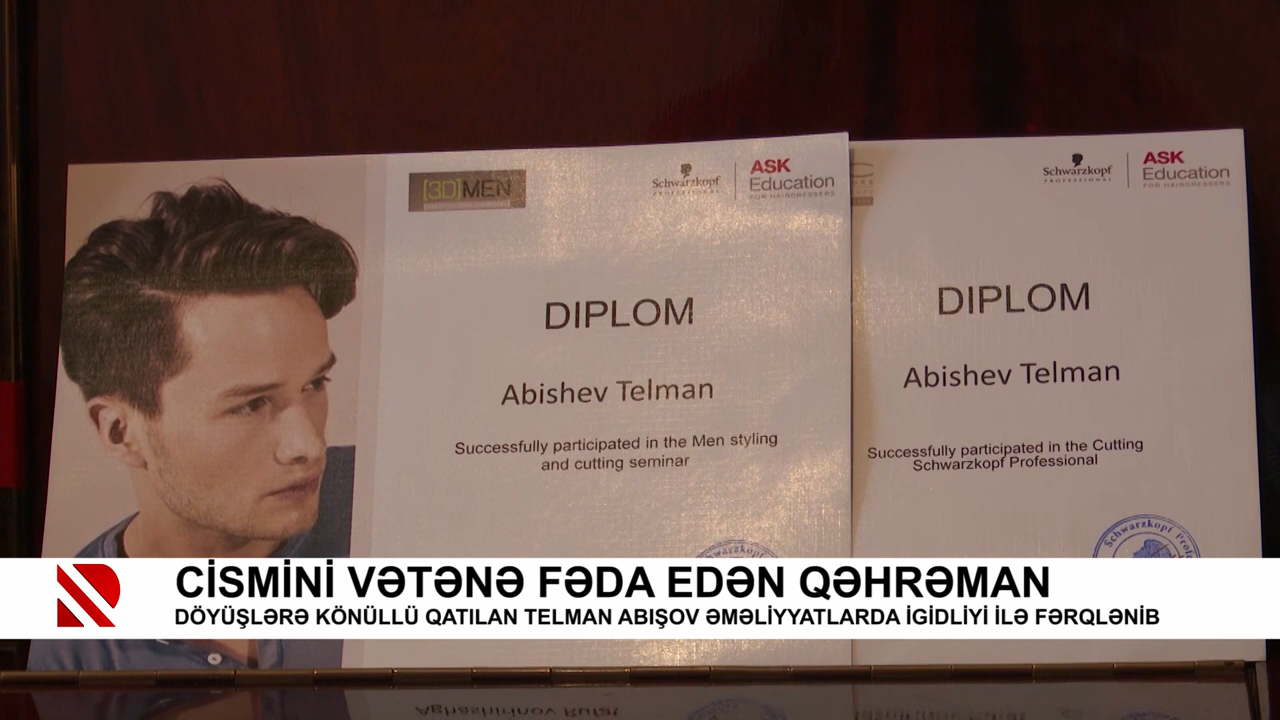 [3D]MEN
Schwarzkopf
PROFESSIONAL
ASK
Education
FOR HAIRDRESSERS
DIPLOM
Abishev Telman
Successfully participated in the Men styling
and cutting seminar
Schwarzkopf
PROFESSIONAL
ASK
Education
FOR HAIRDRESSERS
DIPLOM
Abishev Telman
Successfully participated in the Cutting
Schwarzkopf Professional
Schwarzkopf Prof
CİSMİNİ VƏTƏNƏ FƏDA EDƏN QƏHRƏMAN
DÖYÜŞLƏRƏ KÖNÜLLÜ QATILAN TELMAN ABIŞOV ƏMƏLİYYATLARDA İGİDLİYİ İLƏ FƏRQLƏNİB